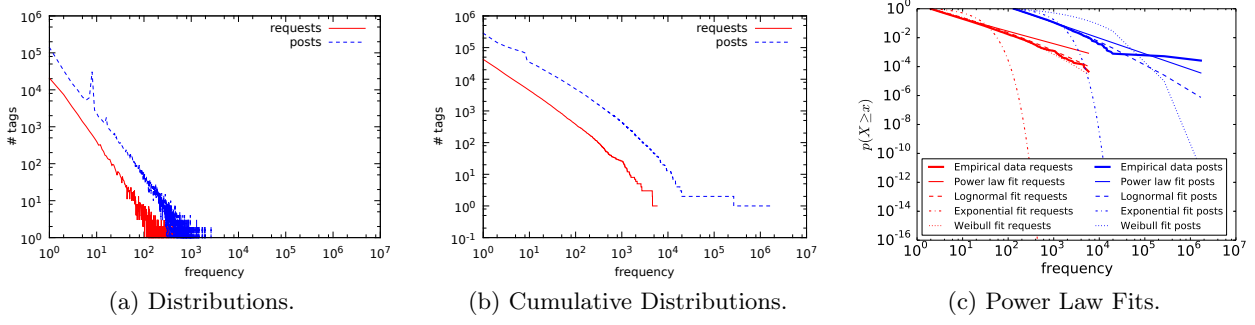 requests
posts
10^6
10^5
10^4
10^3
10^2
10^1
10^0
# tags
10^0 10^1 10^2 10^3 10^4 10^5 10^6 10^7
frequency
(a) Distributions.
requests
posts
10^6
10^5
10^4
10^3
10^2
10^1
10^0
10^-1
# tags
10^0 10^1 10^2 10^3 10^4 10^5 10^6 10^7
frequency
(b) Cumulative Distributions.
10^0
10^-2
10^-4
10^-6
10^-8
10^-10
10^-12
10^-14
10^-16
p(X ≥ x)
Empirical data requests
Power law fit requests
Lognormal fit requests
Exponential fit requests
Weibull fit requests
Empirical data posts
Power law fit posts
Lognormal fit posts
Exponential fit posts
Weibull fit posts
10^0 10^1 10^2 10^3 10^4 10^5 10^6 10^7
frequency
(c) Power Law Fits.